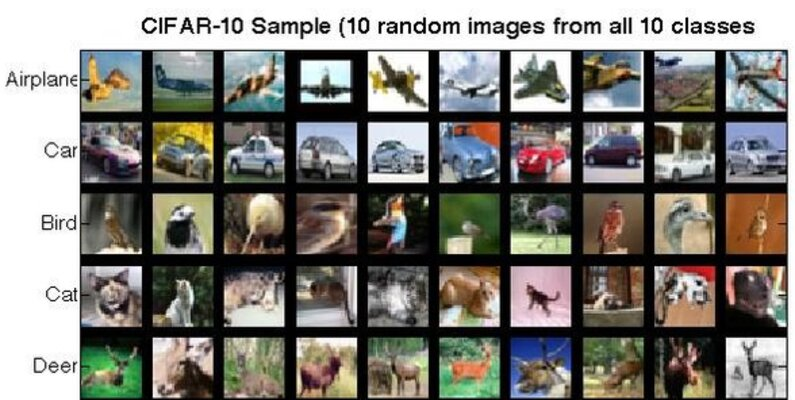 CIFAR-10 Sample (10 random images from all 10 classes
Airplane
Car
Bird
Cat
Deer